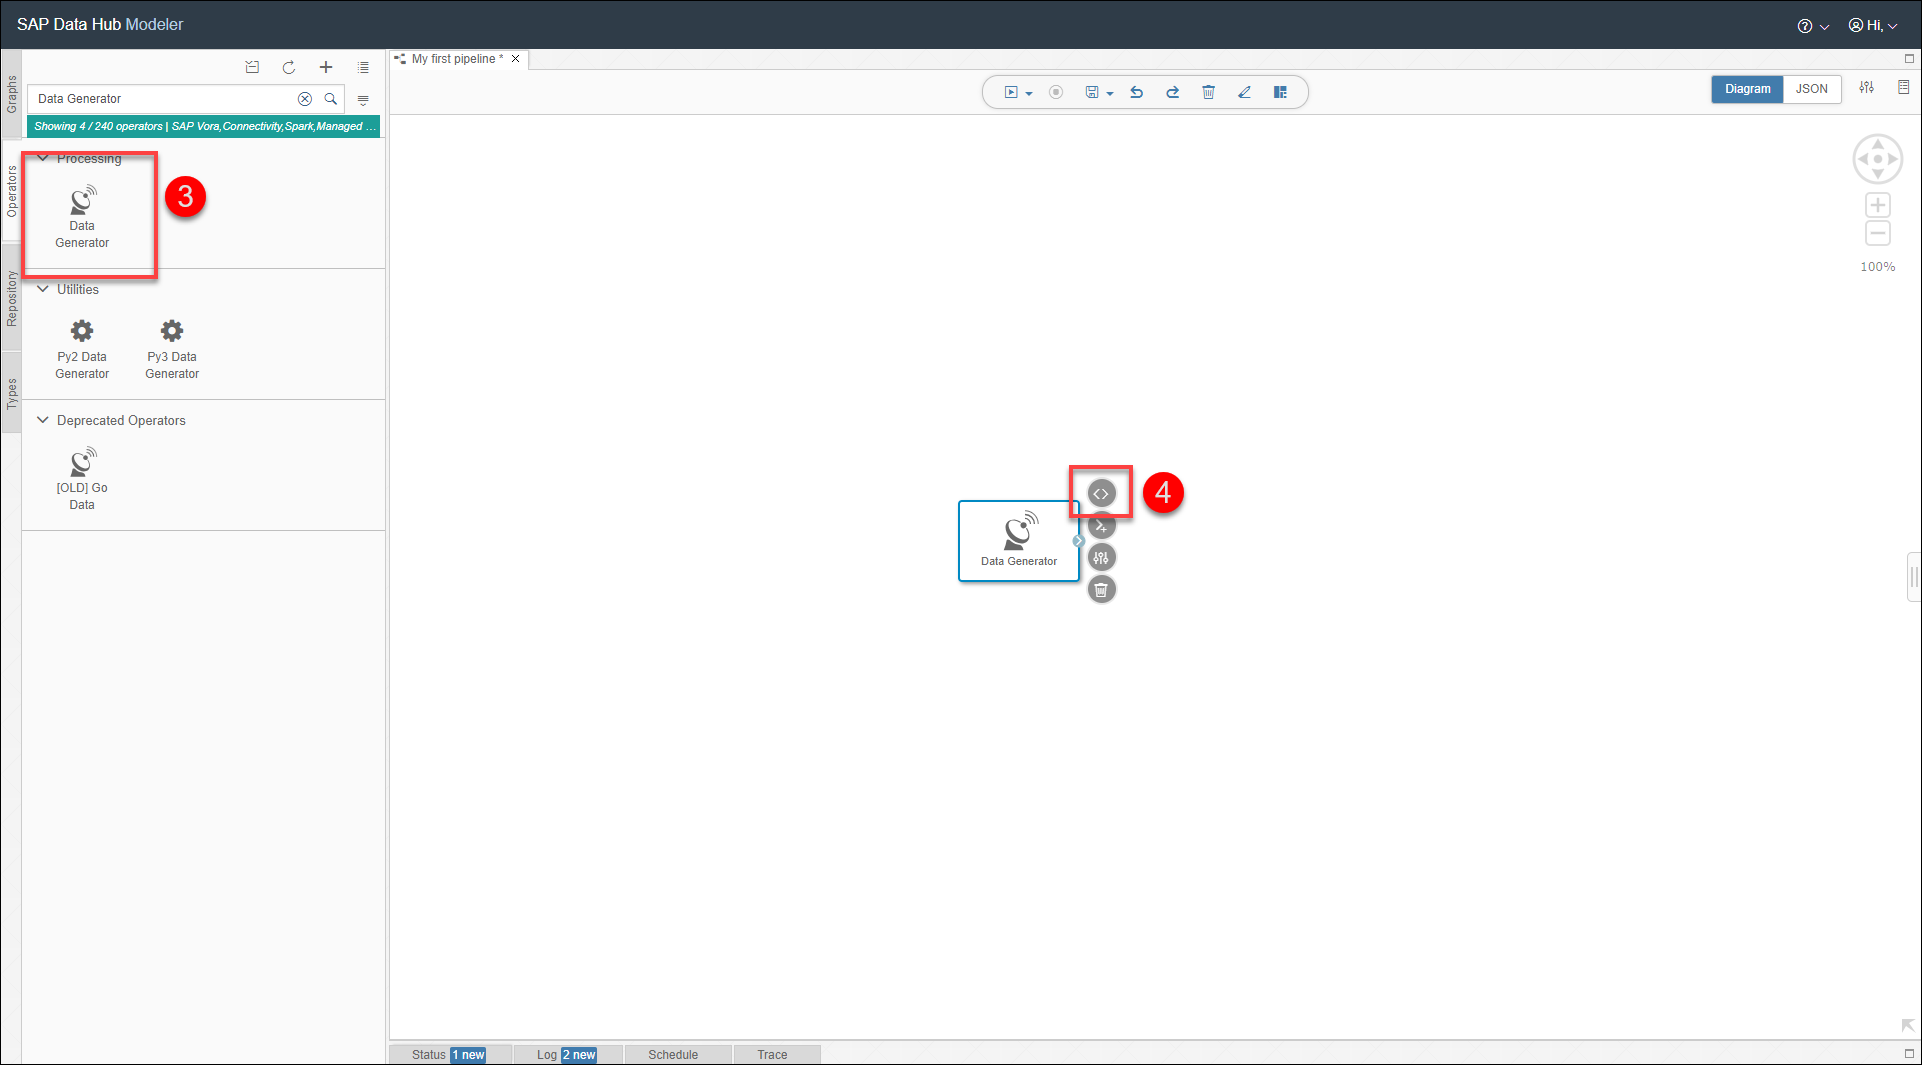 SAP Data Hub Modeler
Hi,
Graphs
Operators
Repository
Types
Data Generator
Showing 4 / 240 operators | SAP Vora,Connectivity,Spark,Managed ...
Processing
Data
Generator
3
Utilities
Py2 Data
Generator
Py3 Data
Generator
Deprecated Operators
[OLD] Go
Data
My first pipeline *
Diagram
JSON
100%
4
Data Generator
Status 1 new
Log 2 new
Schedule
Trace